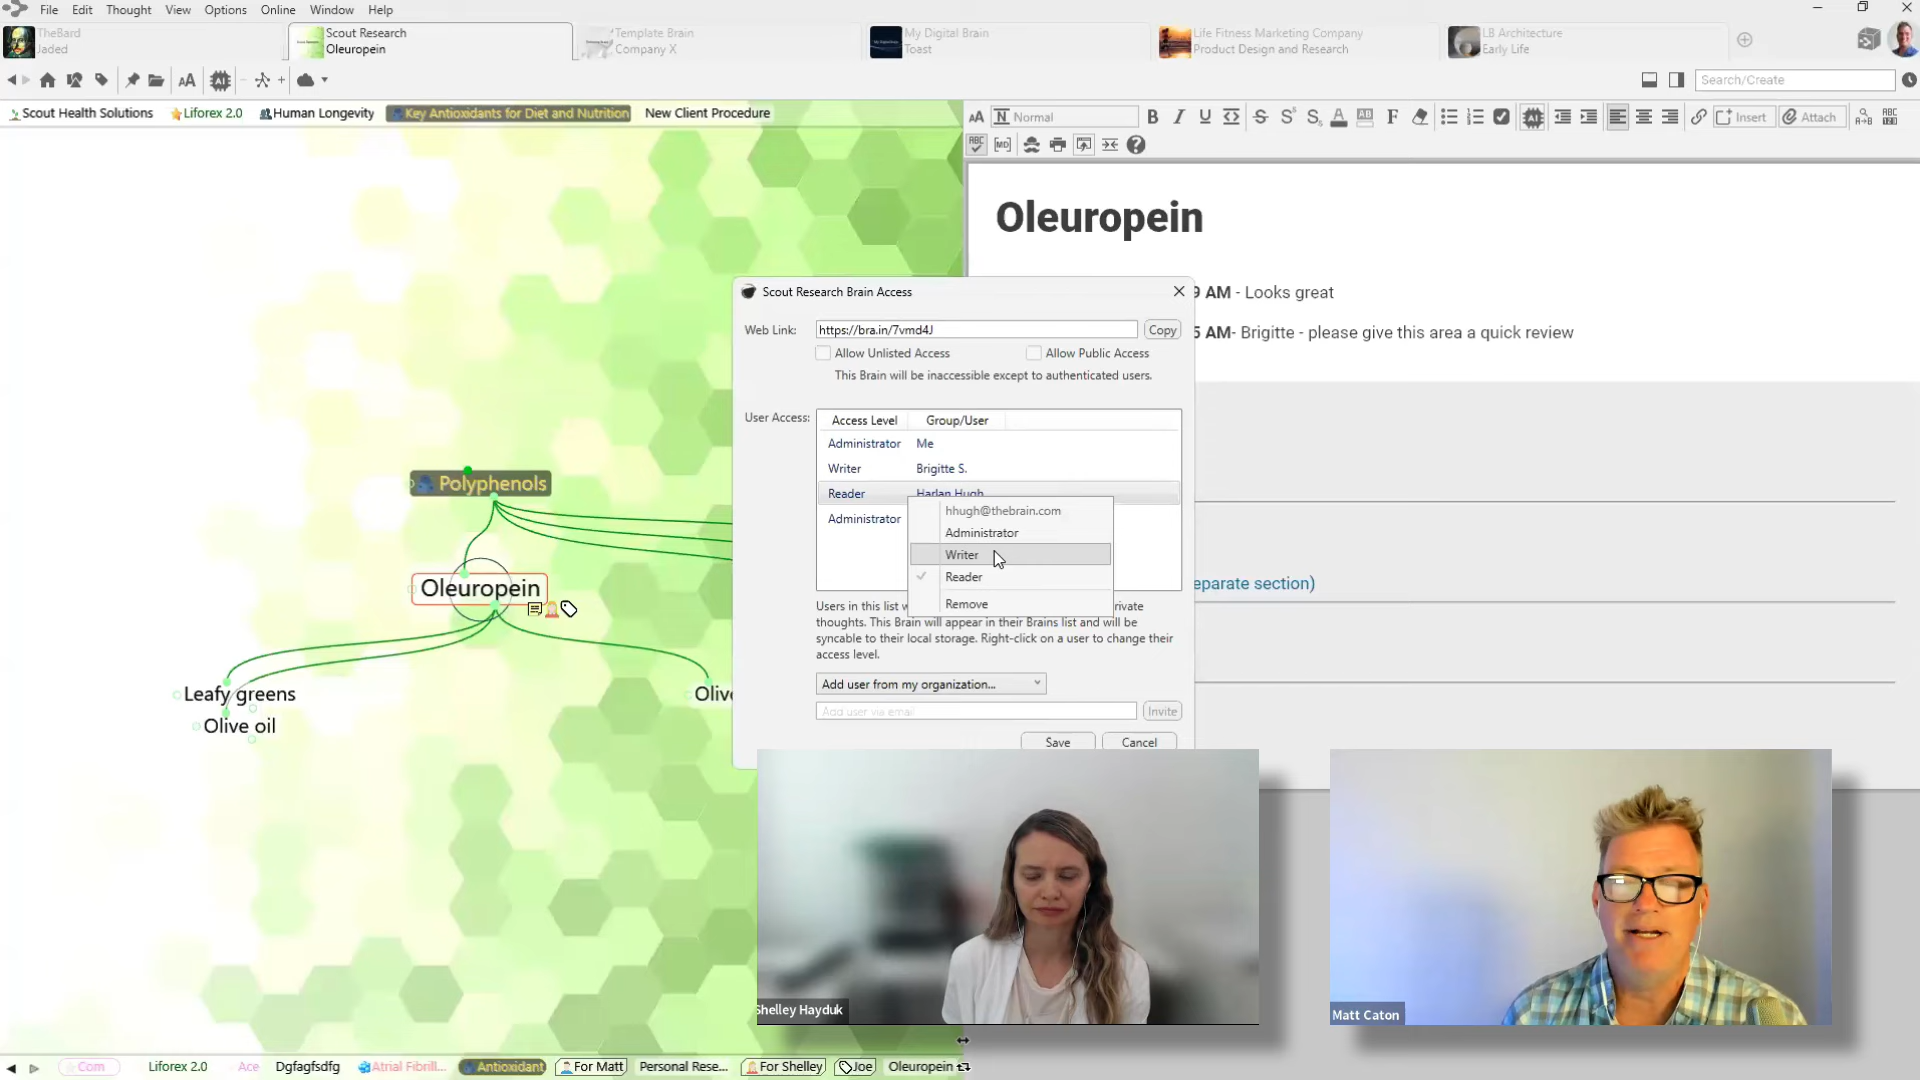 File Edit Thought View Options Online Window Help
TheBard
Jaded
Scout Research
Oleuropein
Template Brain
Company X
My Digital Brain
Toast
Life Fitness Marketing Company
Product Design and Research
LB Architecture
Early Life
Search/Create
Scout Health Solutions
Liforex 2.0
Human Longevity
Key Antioxidants for Diet and Nutrition
New Client Procedure
Normal
Insert
Attach
Oleuropein
9 AM - Looks great
5 AM- Brigitte - please give this area a quick review
eparate section)
Scout Research Brain Access
Web Link: https://bra.in/7vmd4J Copy
Allow Unlisted Access Allow Public Access
This Brain will be inaccessible except to authenticated users.
User Access:
Access Level Group/User
Administrator Me
Writer Brigitte S.
Reader Harlan Hugh
Administrator
hhugh@thebrain.com
Administrator
Writer
Reader
Remove
Users in this list w rivate
thoughts. This Brain will appear in their Brains list and will be
syncable to their local storage. Right-click on a user to change their
access level.
Add user from my organization...
Add user via email Invite
Save Cancel
Polyphenols
Oleuropein
Leafy greens
Olive oil
Olive
Shelley Hayduk
Matt Caton
Com
Liforex 2.0
Ace
Dgfagfsdfg
Atrial Fibrill...
Antioxidant
For Matt
Personal Rese...
For Shelley
Joe
Oleuropein